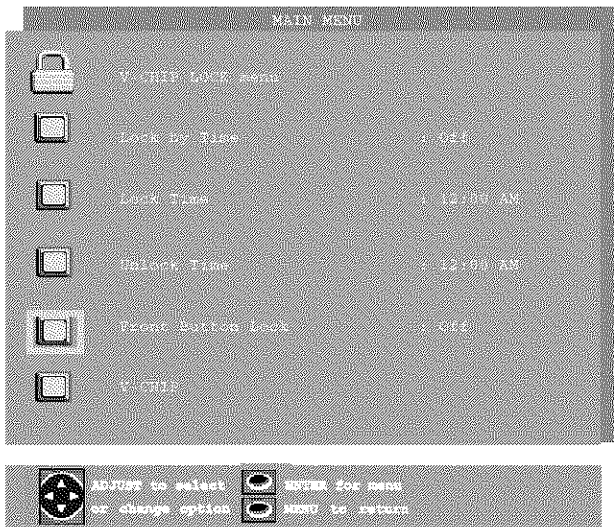 MAIN MENU
V-CHIP LOCK menu
Lock by Time : Off
Lock Time : 12:00 AM
Unlock Time : 12:00 AM
Front Button Lock : Off
V-CHIP
ADJUST to select ENTER for menu
or change option MENU to return